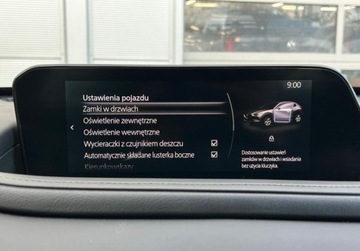 9:00
Ustawienia pojazdu
Zamki w drzwiach
Oświetlenie zewnętrzne
Oświetlenie wewnętrzne
Wycieraczki z czujnikiem deszczu
Automatycznie składane lusterka boczne
Kierunkowskazy
Dostosowanie ustawień
zamków w drzwiach i wsiadania
bez użycia kluczyka.